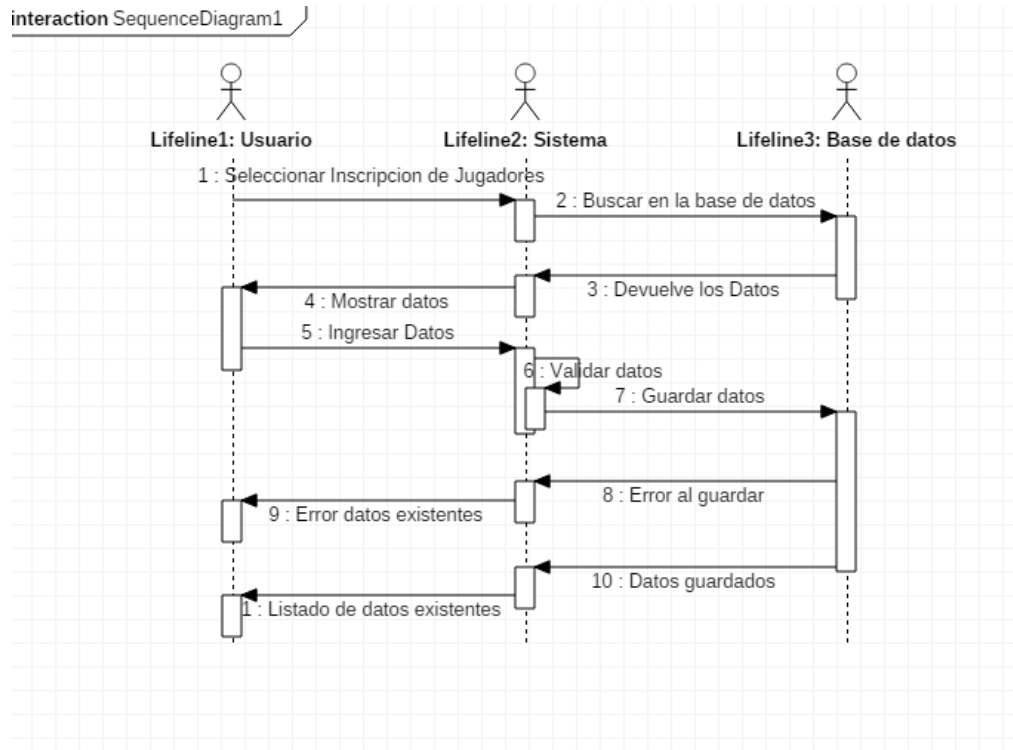 interaction SequenceDiagram1
Lifeline1: Usuario
Lifeline2: Sistema
Lifeline3: Base de datos
1 : Seleccionar Inscripcion de Jugadores
2 : Buscar en la base de datos
3 : Devuelve los Datos
4 : Mostrar datos
5 : Ingresar Datos
6 : Validar datos
7 : Guardar datos
8 : Error al guardar
9 : Error datos existentes
10 : Datos guardados
1 : Listado de datos existentes